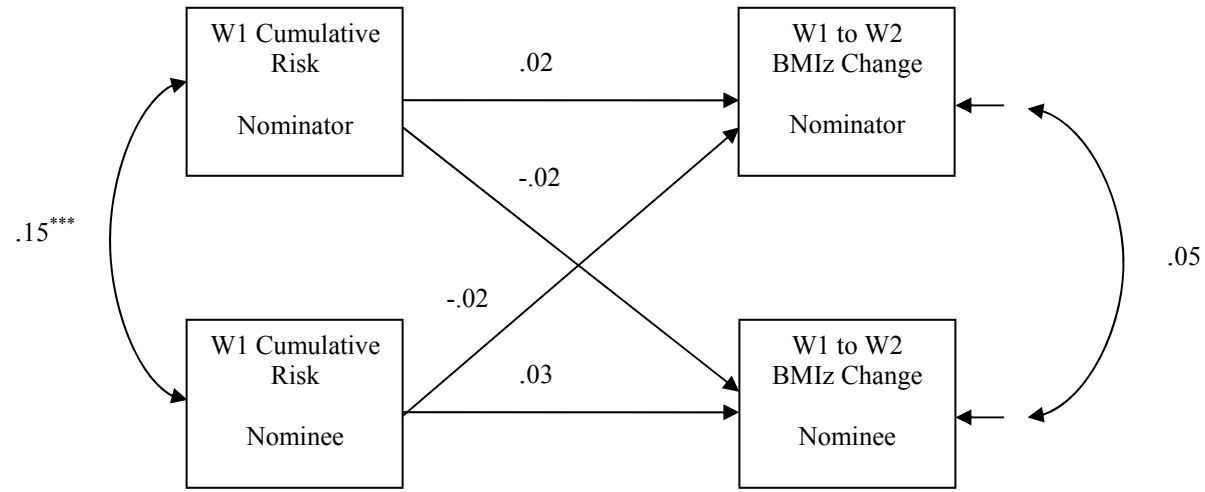 W1 Cumulative
Risk
Nominator
.02
W1 to W2
BMIz Change
Nominator
-.02
.15***
.05
-.02
W1 Cumulative
Risk
Nominee
.03
W1 to W2
BMIz Change
Nominee